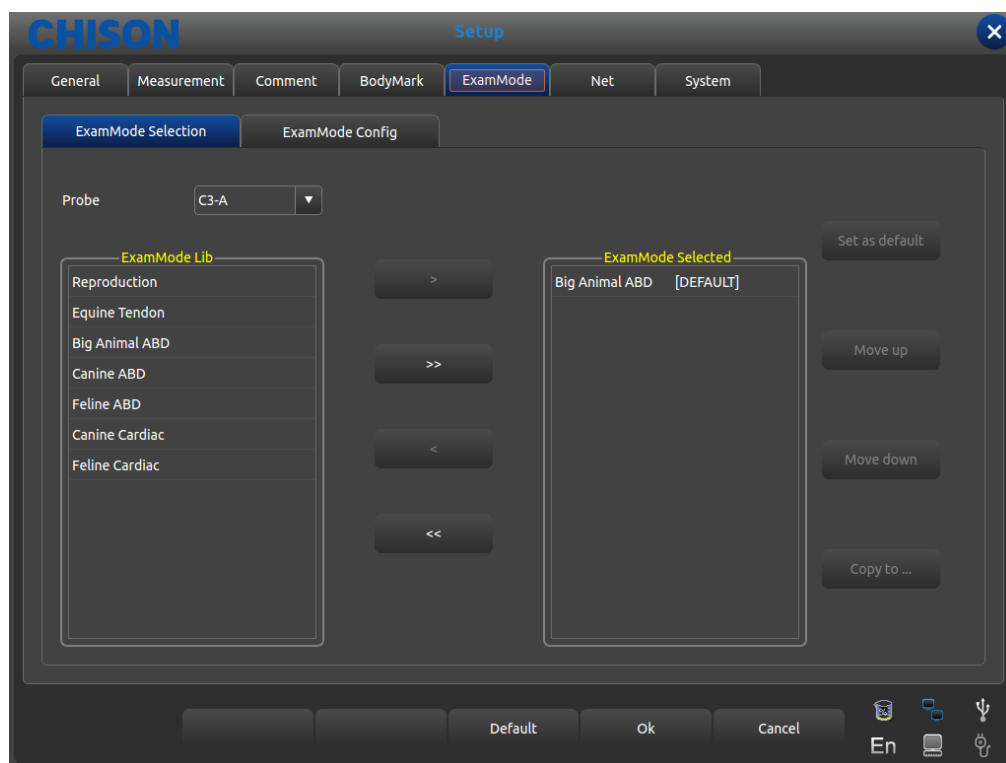 CHISON
Setup
General Measurement Comment BodyMark ExamMode Net System
ExamMode Selection ExamMode Config
Probe C3-A
Set as default
ExamMode Lib
ExamMode Selected
Reproduction
>
Big Animal ABD [DEFAULT]
Equine Tendon
Big Animal ABD
Move up
>>
Canine ABD
Feline ABD
Canine Cardiac
<
Feline Cardiac
Move down
<<
Copy to ...
Default Ok Cancel
En